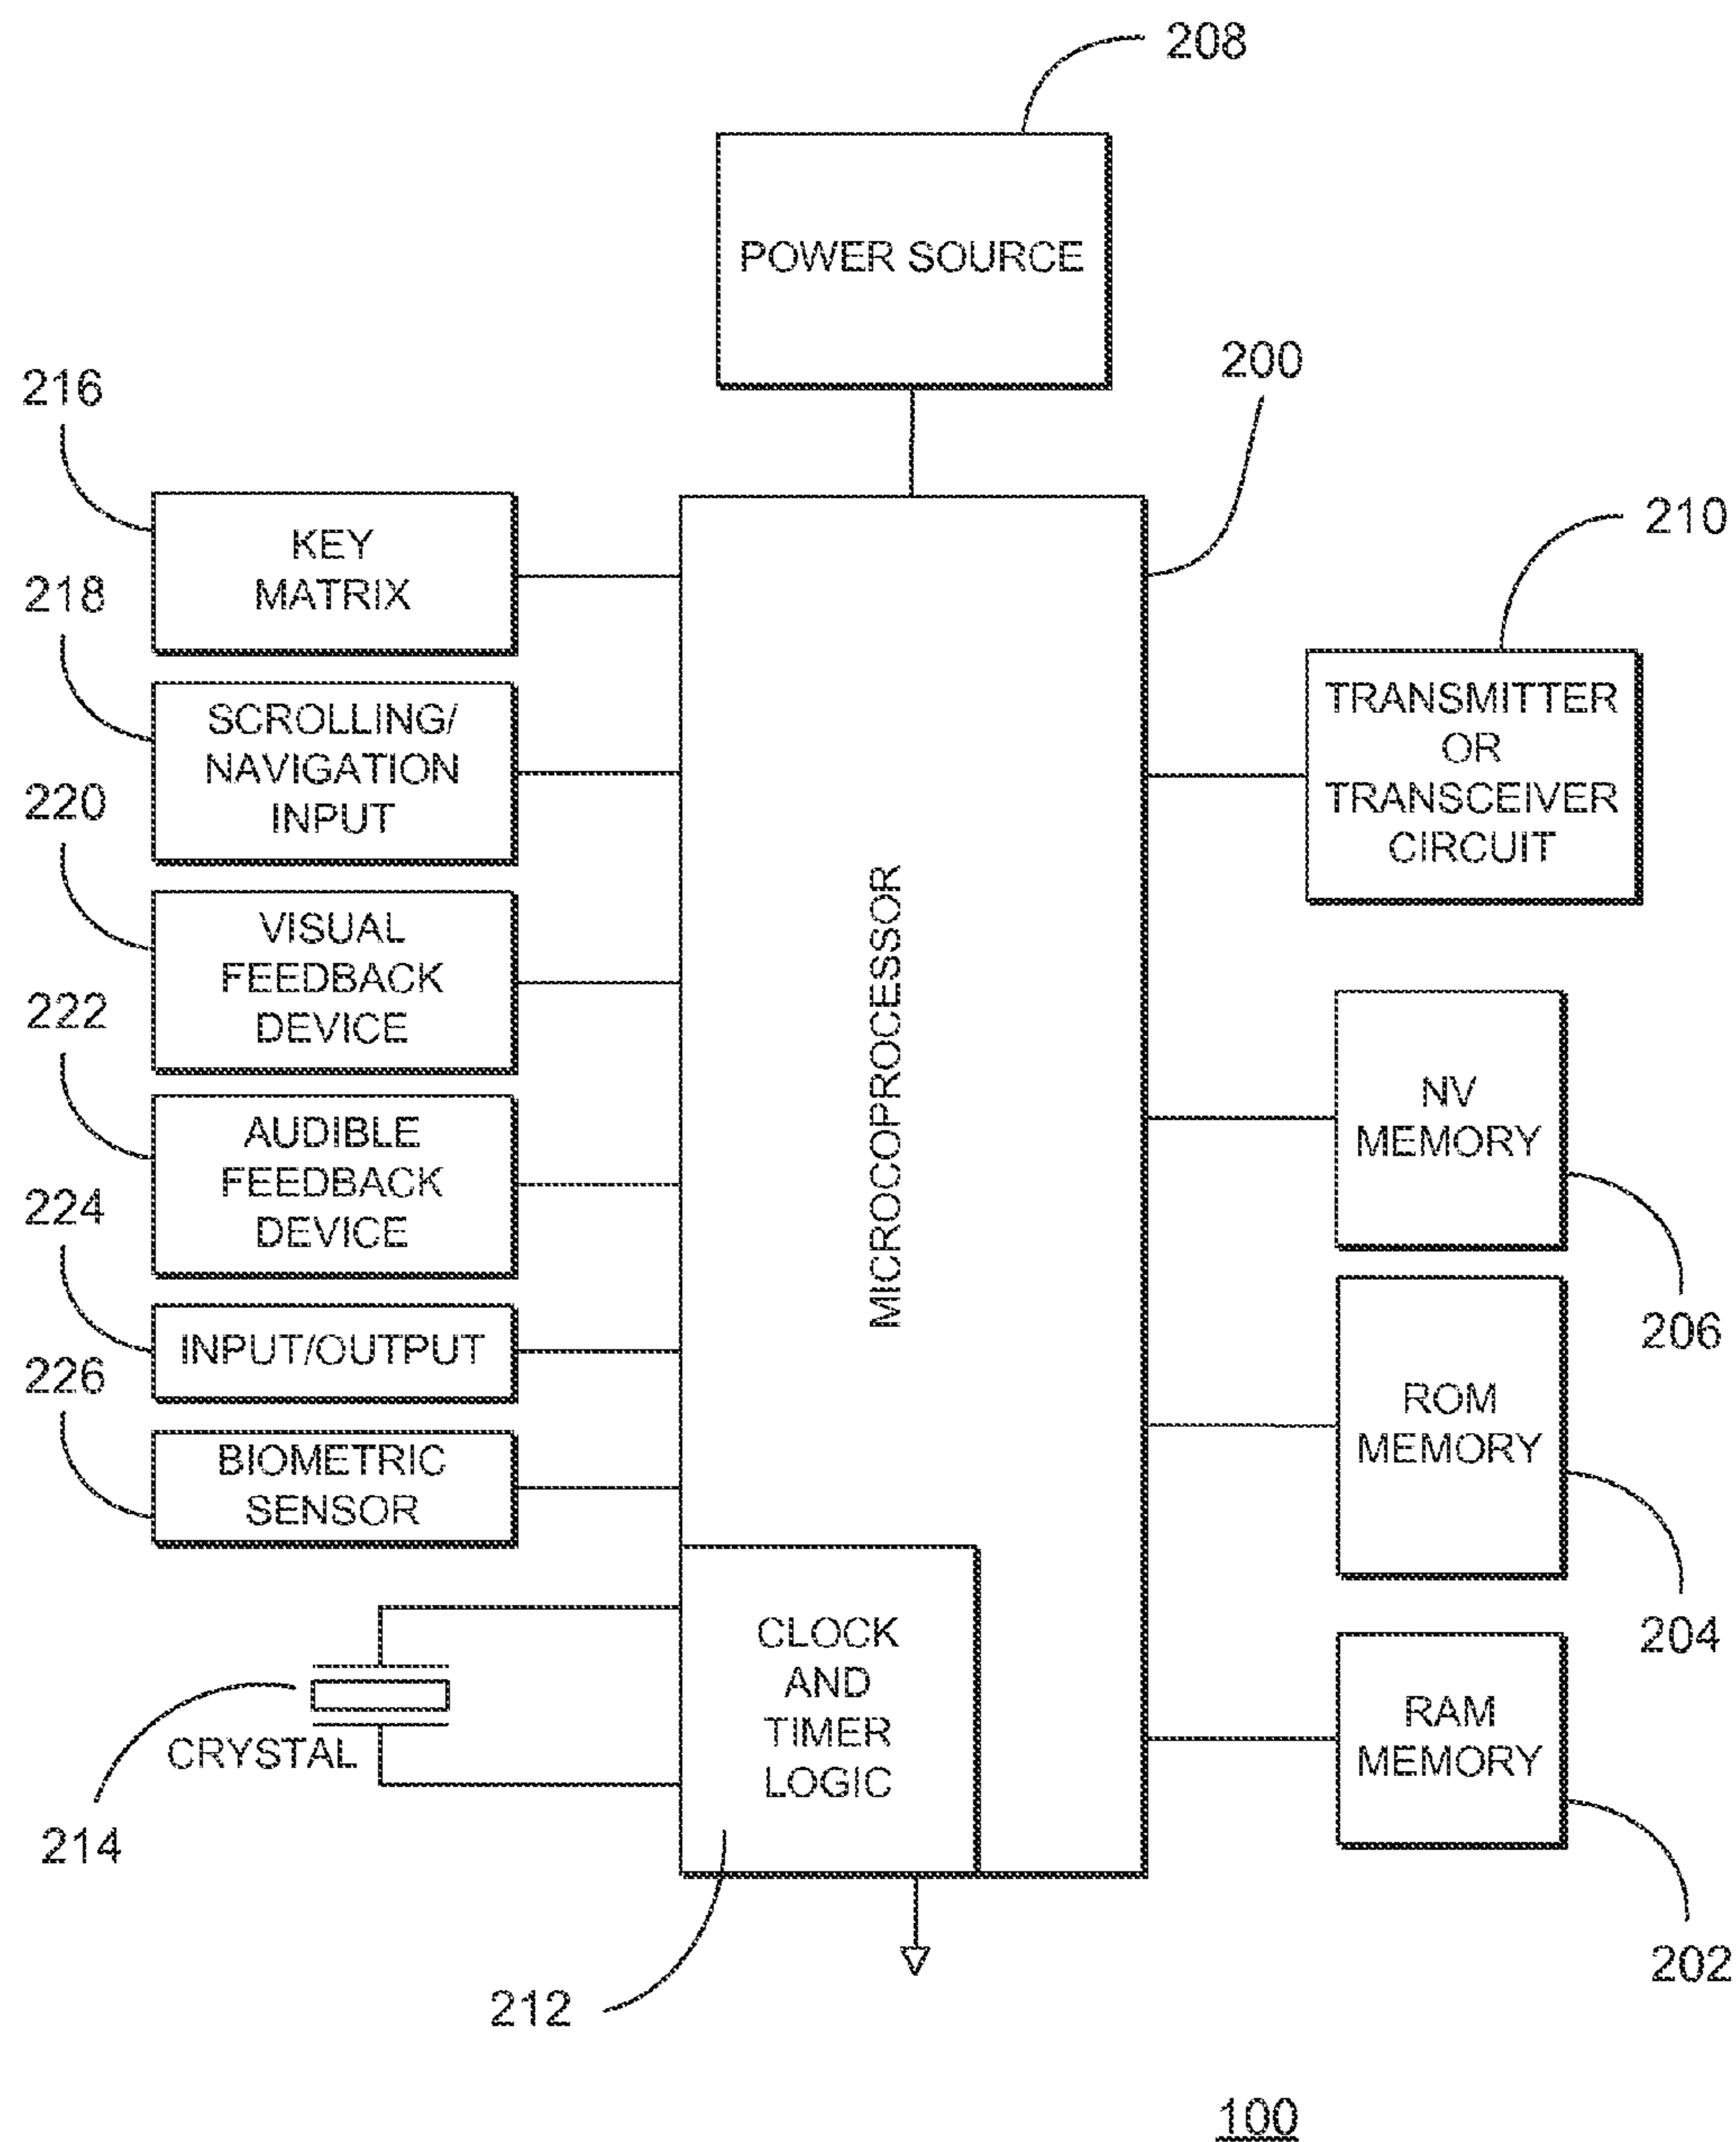 208
POWER SOURCE
200
216
KEY
MATRIX
210
218
SCROLLING/
NAVIGATION
INPUT
TRANSMITTER
OR
TRANSCEIVER
CIRCUIT
220
VISUAL
FEEDBACK
DEVICE
MICROCOPROCESSOR
222
AUDIBLE
FEEDBACK
DEVICE
NV
MEMORY
206
224
INPUT/OUTPUT
226
BIOMETRIC
SENSOR
ROM
MEMORY
204
CLOCK
AND
TIMER
LOGIC
CRYSTAL
214
RAM
MEMORY
202
212
100